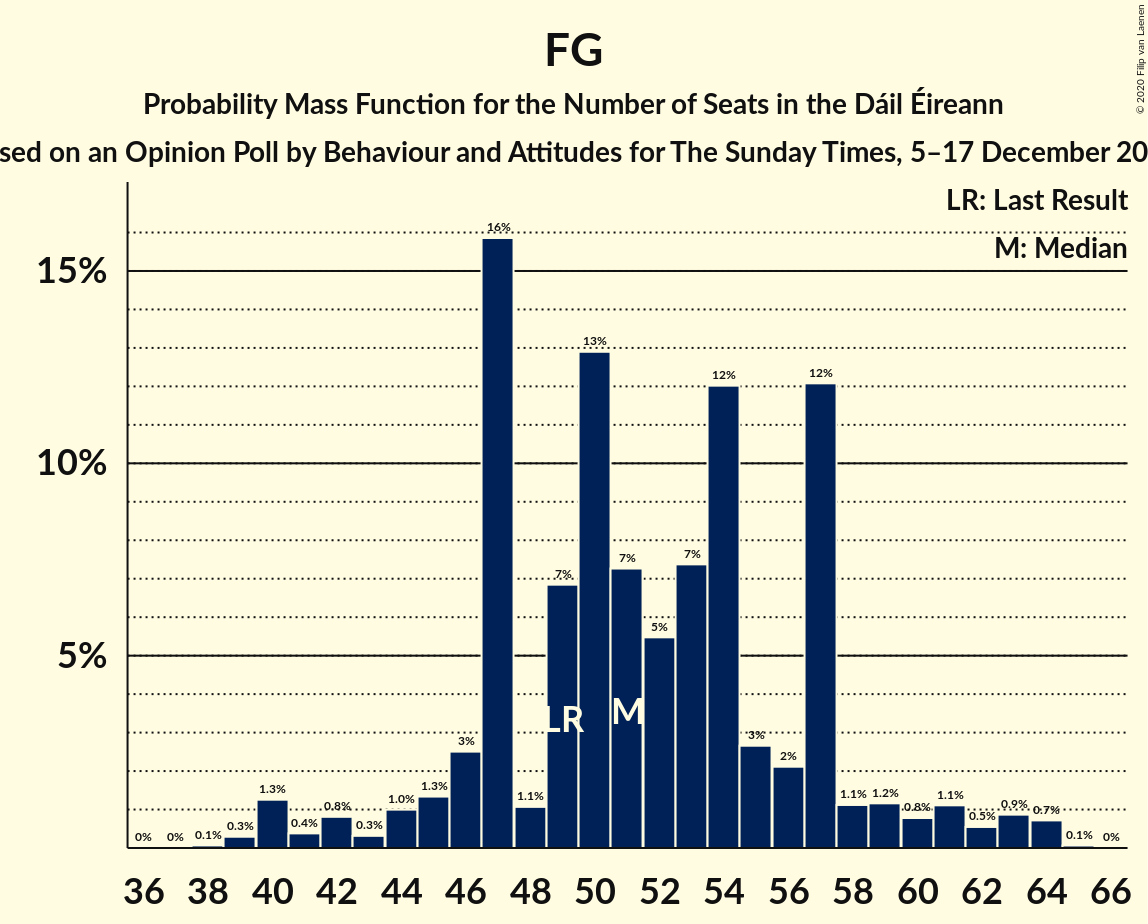 FG
Probability Mass Function for the Number of Seats in the Dáil Éireann
sed on an Opinion Poll by Behaviour and Attitudes for The Sunday Times, 5–17 December 20
© 2020 Filip van Laenen
LR: Last Result
M: Median
15%
10%
5%
0% 0% 0.1% 0.3% 1.3% 0.4% 0.8% 0.3% 1.0% 1.3% 3% 16% 1.1% 7% 13% 7% 5% 7% 12% 3% 2% 12% 1.1% 1.2% 0.8% 1.1% 0.5% 0.9% 0.7% 0.1% 0%
LR M
36 38 40 42 44 46 48 50 52 54 56 58 60 62 64 66